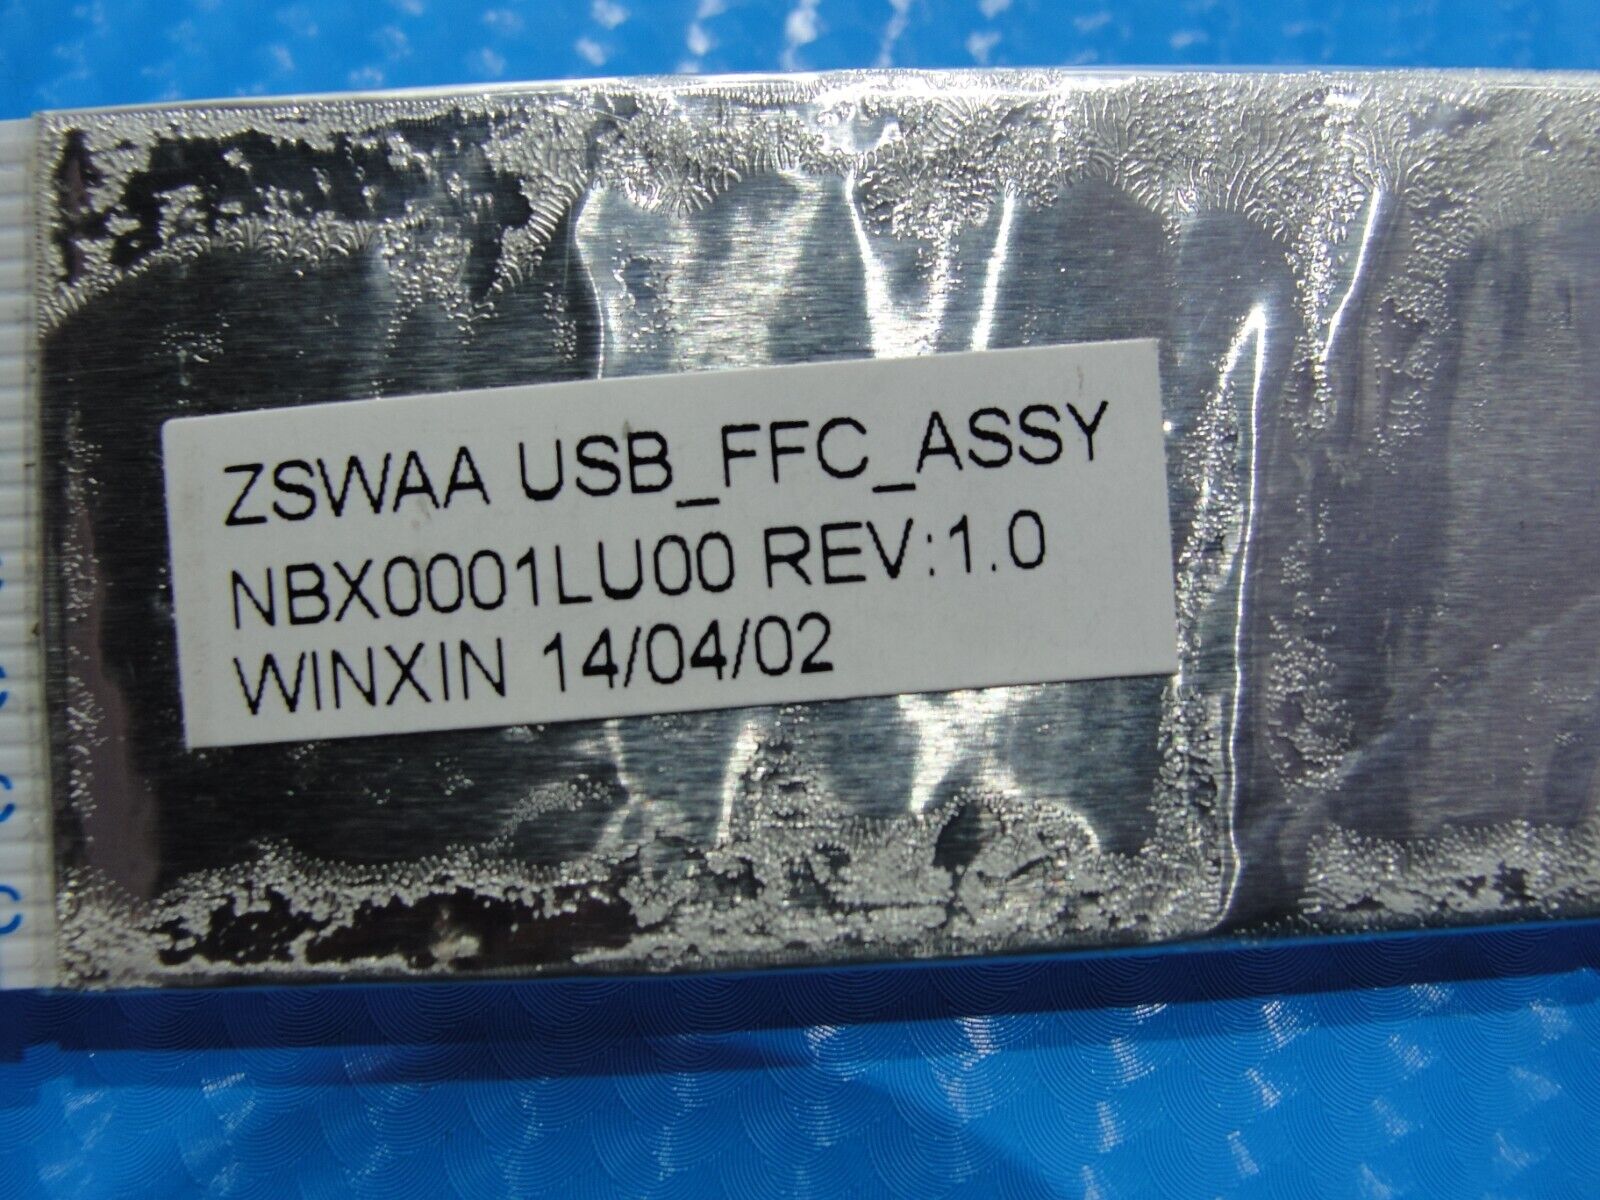 ZSWAA USB_FFC_ASSY
NBX0001LU00 REV:1.0
WINXIN 14/04/02